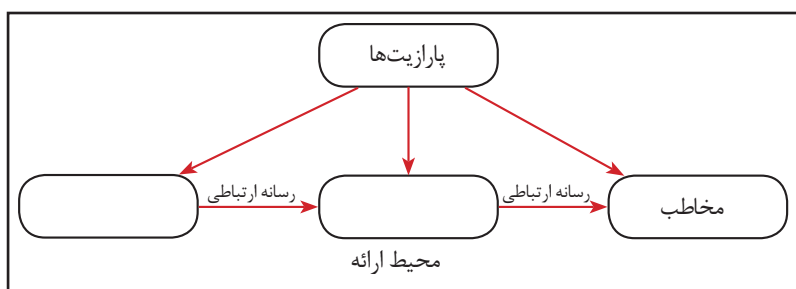 پارازیت‌ها
رسانه ارتباطی
رسانه ارتباطی
مخاطب
محیط ارائه